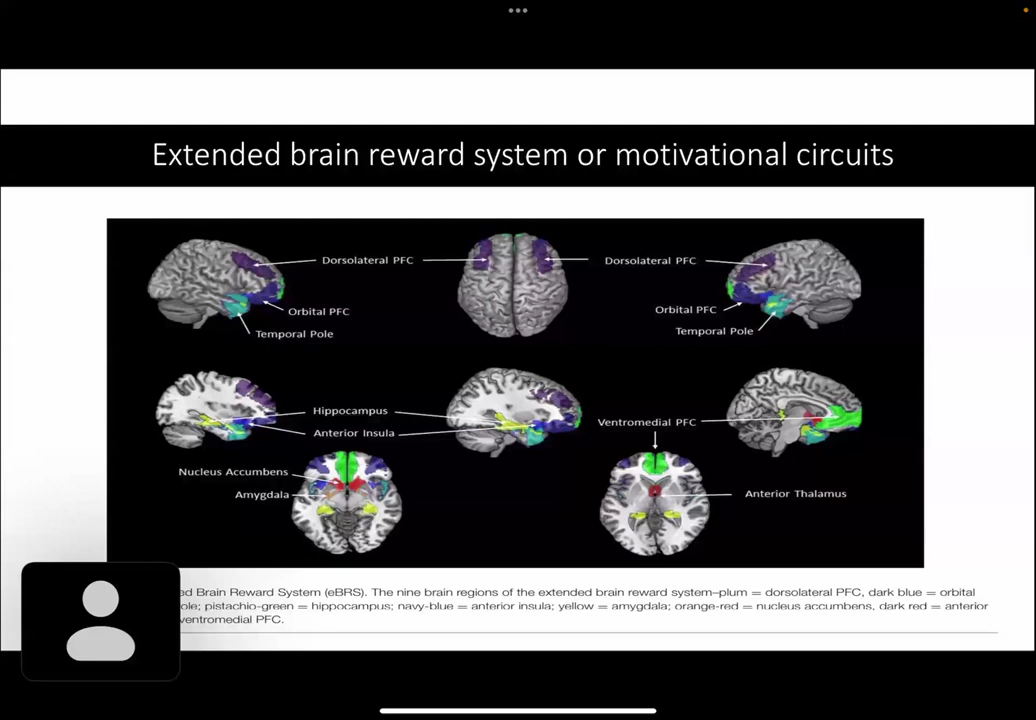 Extended brain reward system or motivational circuits
Dorsolateral PFC
Dorsolateral PFC
Orbital PFC
Temporal Pole
Orbital PFC
Temporal Pole
Hippocampus
Anterior Insula
Ventromedial PFC
Nucleus Accumbens
Amygdala
Anterior Thalamus
ed Brain Reward System (eBRS). The nine brain regions of the extended brain reward system–plum = dorsolateral PFC, dark blue = orbital
ole; pistachio-green = hippocampus; navy-blue = anterior insula; yellow = amygdala; orange-red = nucleus accumbens, dark red = anterior
ventromedial PFC.